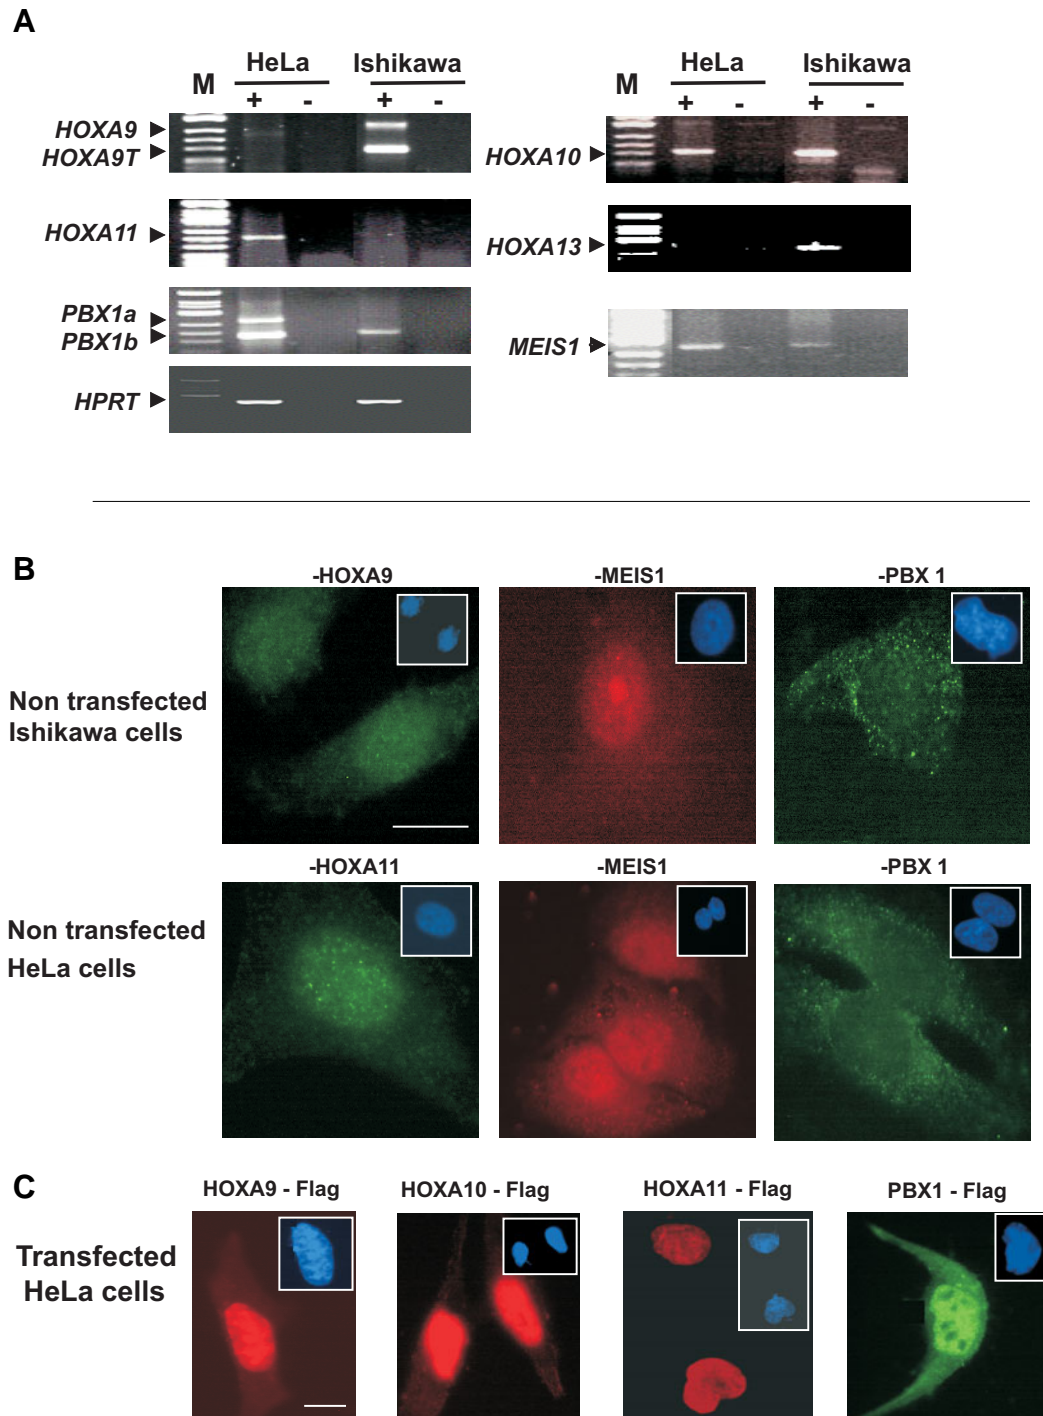 A
HeLa Ishikawa
M
+ - + -
HOXA9
HOXA9T
HOXA11
PBX1a
PBX1b
HPRT
HeLa Ishikawa
M
+ - + -
HOXA10
HOXA13
MEIS1
B
-HOXA9 -MEIS1 -PBX 1
Non transfected
Ishikawa cells
-HOXA11 -MEIS1 -PBX 1
Non transfected
HeLa cells
C
HOXA9 - Flag HOXA10 - Flag HOXA11 - Flag PBX1 - Flag
Transfected
HeLa cells